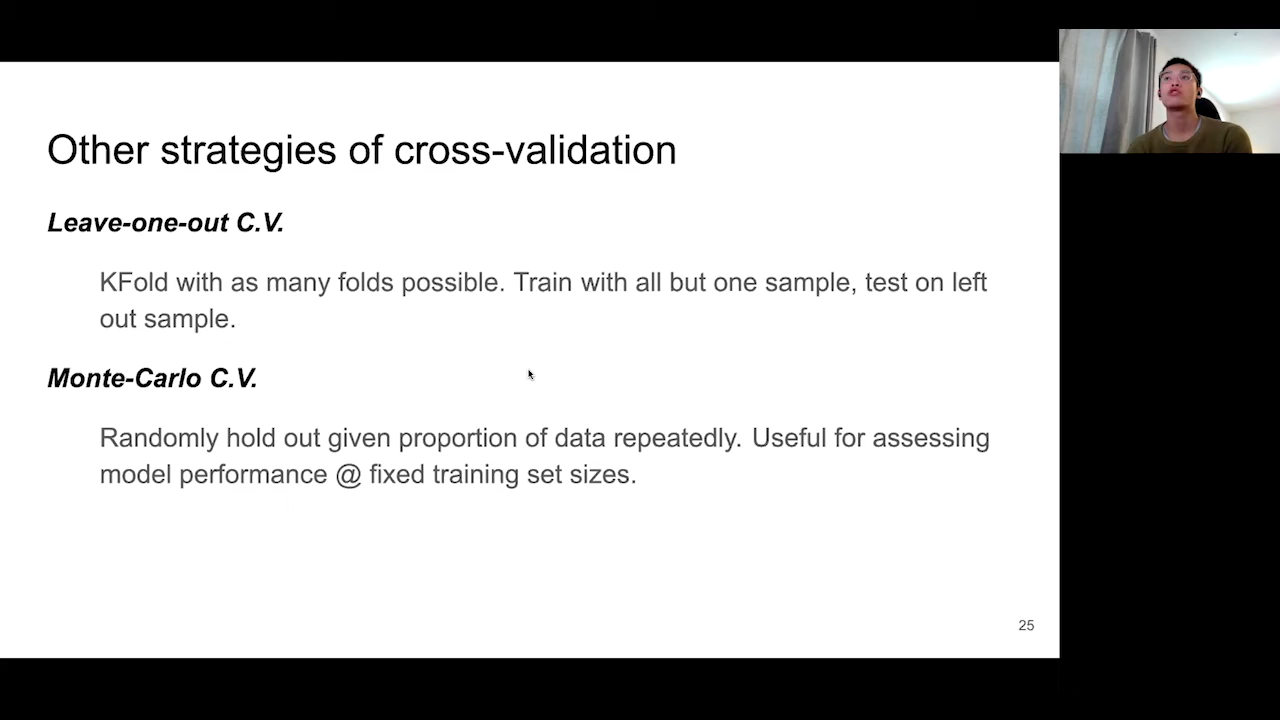 Other strategies of cross-validation
Leave-one-out C.V.
KFold with as many folds possible. Train with all but one sample, test on left
out sample.
Monte-Carlo C.V.
Randomly hold out given proportion of data repeatedly. Useful for assessing
model performance @ fixed training set sizes.
25